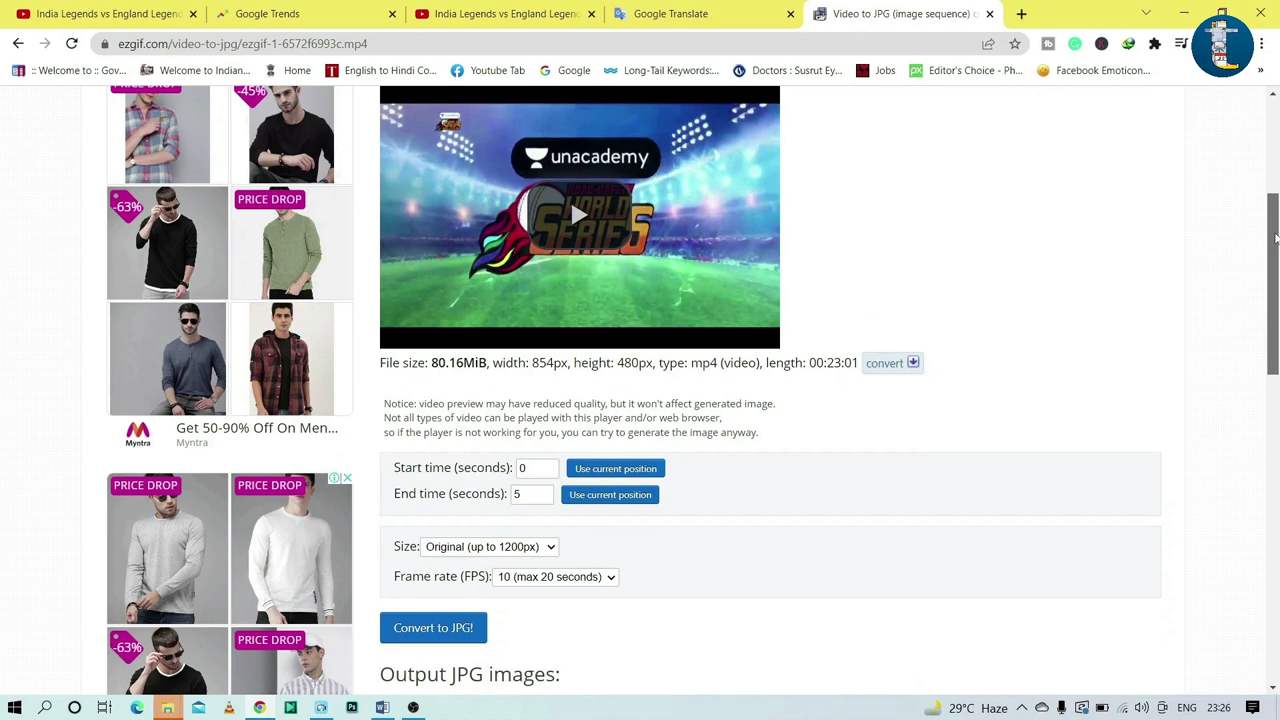 India Legends vs England Legend
Google Trends
India Legends vs England Legend
Google Translate
Video to JPG (image sequence) c
ezgif.com/video-to-jpg/ezgif-1-6572f6993c.mp4
:: Welcome to :: Gov...
Welcome to Indian...
Home
English to Hindi Co...
Youtube Tab
Google
Long-Tail Keywords:...
Doctors : Susrut Ey...
Jobs
Editor's Choice - Ph...
Facebook Emoticon...
»
PRICE DROP
-45%
unacademy
-63%
PRICE DROP
WORLD
SERIES
File size: 80.16MiB, width: 854px, height: 480px, type: mp4 (video), length: 00:23:01
convert
Notice: video preview may have reduced quality, but it won't affect generated image.
Not all types of video can be played with this player and/or web browser,
so if the player is not working for you, you can try to generate the image anyway.
Get 50-90% Off On Men...
Myntra
Myntra
Start time (seconds): 0 Use current position
End time (seconds): 5 Use current position
PRICE DROP
PRICE DROP
Size: Original (up to 1200px)
Frame rate (FPS): 10 (max 20 seconds)
Convert to JPG!
-63%
PRICE DROP
Output JPG images:
29°C Haze
ENG
23:26